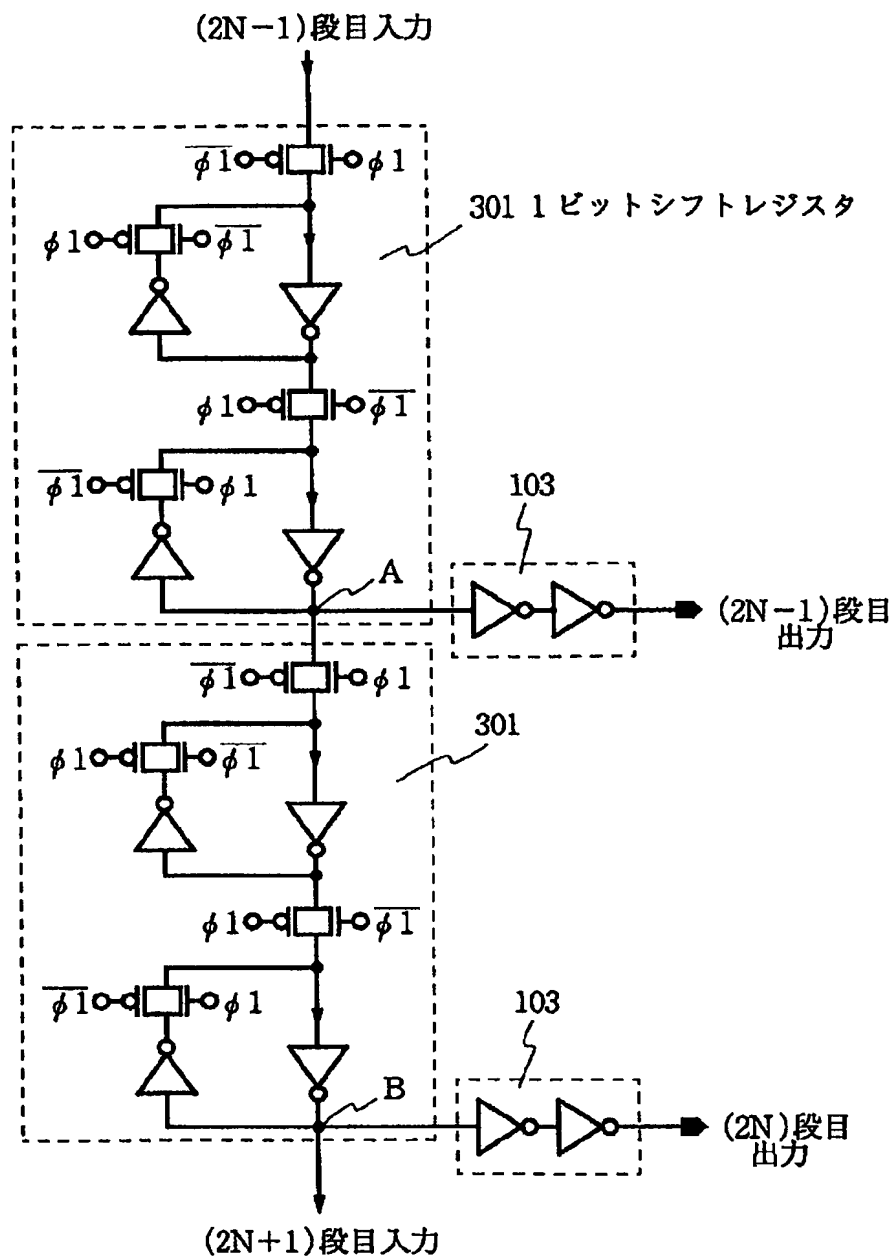 (2N−1)段目入力
φ1̅ φ1
301 1ビットシフトレジスタ
φ1 φ1̅
φ1 φ1̅
φ1̅ φ1
103
A
(2N−1)段目
出力
φ1̅ φ1
301
φ1 φ1̅
φ1 φ1̅
φ1̅ φ1
103
B
(2N)段目
出力
(2N+1)段目入力